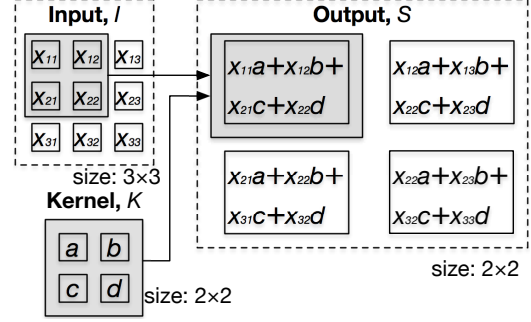 Input, I
x11 x12 x13
x21 x22 x23
x31 x32 x33
size: 3×3
Kernel, K
a b
c d
size: 2×2
Output, S
x11a+x12b+
x21c+x22d
x12a+x13b+
x22c+x23d
x21a+x22b+
x31c+x32d
x22a+x23b+
x32c+x33d
size: 2×2